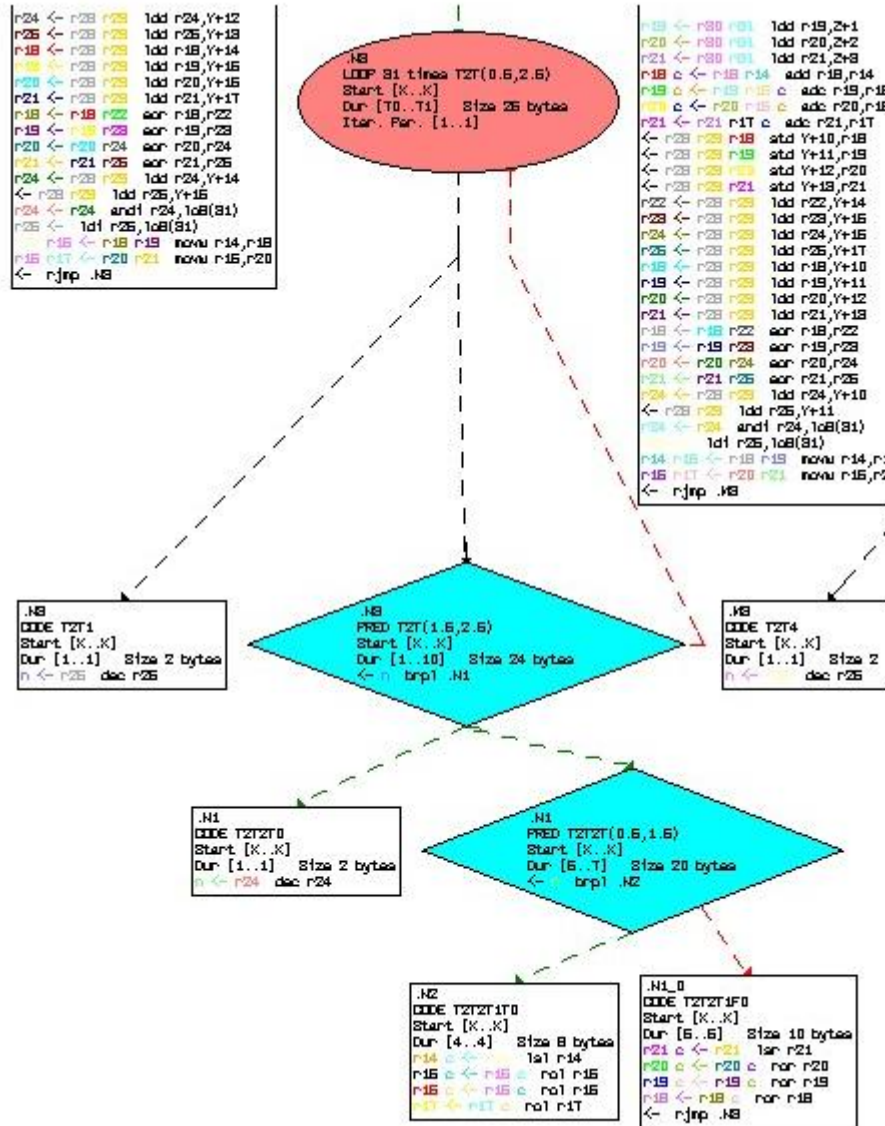 r24 <- r28 r29 ldd r24,Y+12
r25 <- r28 r29 ldd r25,Y+13
r18 <- r28 r29 ldd r18,Y+14
r19 <- r28 r29 ldd r19,Y+15
r20 <- r28 r29 ldd r20,Y+16
r21 <- r28 r29 ldd r21,Y+17
r18 <- r18 r22 eor r18,r22
r19 <- r19 r23 eor r19,r23
r20 <- r20 r24 eor r20,r24
r21 <- r21 r25 eor r21,r25
r24 <- r28 r29 ldd r24,Y+14
<- r28 r29 ldd r25,Y+15
r24 <- r24 andi r24,lo8(31)
r25 <- ldi r25,lo8(31)
r15 <- r18 r19 movw r14,r18
r16 r17 <- r20 r21 movw r16,r20
<- rjmp .N3
.N3
LOOP 31 times T2T(0.5,2.5)
Start [X..X]
Dur [70..71] Size 26 bytes
Iter. Per. [1..1]
r19 <- r30 r31 ldd r19,Z+1
r20 <- r30 r31 ldd r20,Z+2
r21 <- r30 r31 ldd r21,Z+3
r18 c <- r18 r14 add r18,r14
r19 c <- r19 r15 c adc r19,r1
r20 c <- r20 r16 c adc r20,r1
r21 <- r21 r17 c adc r21,r17
<- r28 r29 r18 std Y+10,r18
<- r28 r29 r19 std Y+11,r19
<- r28 r29 std Y+12,r20
<- r28 r29 r21 std Y+13,r21
r22 <- r28 r29 ldd r22,Y+14
r23 <- r28 r29 ldd r23,Y+15
r24 <- r28 r29 ldd r24,Y+16
r25 <- r28 r29 ldd r25,Y+17
r18 <- r28 r29 ldd r18,Y+10
r19 <- r28 r29 ldd r19,Y+11
r20 <- r28 r29 ldd r20,Y+12
r21 <- r28 r29 ldd r21,Y+13
r18 <- r18 r22 eor r18,r22
r19 <- r19 r23 eor r19,r23
r20 <- r20 r24 eor r20,r24
r21 <- r21 r25 eor r21,r25
r24 <- r28 r29 ldd r24,Y+10
<- r28 r29 ldd r25,Y+11
r24 <- r24 andi r24,lo8(31)
ldi r25,lo8(31)
r14 r15 <- r18 r19 movw r14,r1
r16 r17 <- r20 r21 movw r16,r2
<- rjmp .N3
.N3
CODE T2T1
Start [X..X]
Dur [1..1] Size 2 bytes
n <- r25 dec r25
.N3
PRED T2T(1.5,2.5)
Start [X..X]
Dur [1..10] Size 24 bytes
<- n brpl .N1
.N3
CODE T2T4
Start [X..X]
Dur [1..1] Size 2
n <- dec r25
.N1
CODE T2T2T0
Start [X..X]
Dur [1..1] Size 2 bytes
n <- r24 dec r24
.N1
PRED T2T2T(0.5,1.5)
Start [X..X]
Dur [6..7] Size 20 bytes
<- brpl .N2
.N2
CODE T2T2T1T0
Start [X..X]
Dur [4..4] Size 8 bytes
r14 c <- lsl r14
r15 c <- r15 c rol r15
r16 c <- r16 c rol r16
r17 <- r17 c rol r17
.N1_0
CODE T2T2T1F0
Start [X..X]
Dur [6..6] Size 10 bytes
r21 c <- r21 lsr r21
r20 c <- r20 c ror r20
r19 c <- r19 c ror r19
r18 <- r18 c ror r18
<- rjmp .N3